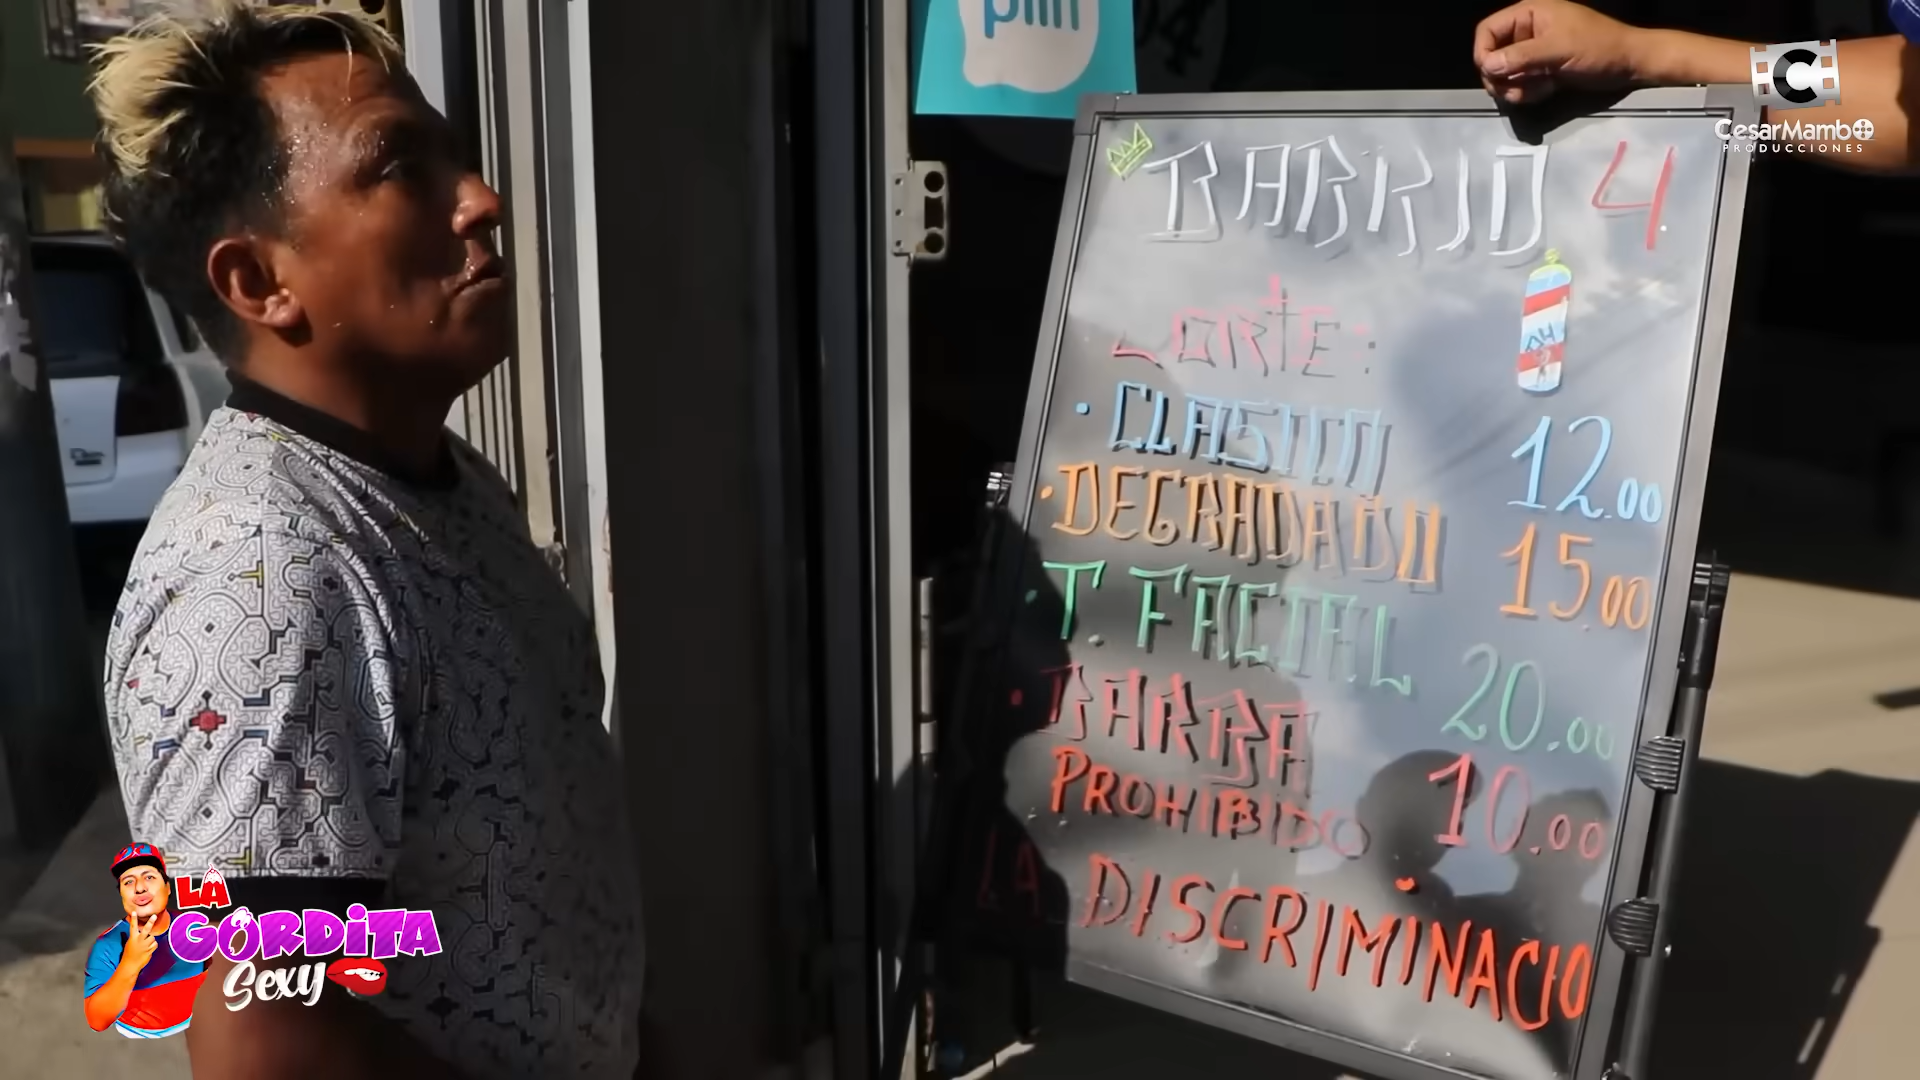 plin
CESARMAMBO
PRODUCCIONES
BARRIO 4
CORTE:
• CLASICO 12.00
• DEGRADADO 15.00
• T. FACIAL 20.00
• BARBA 10.00
PROHIBIDO
LA DISCRIMINACIO
LA
GORDITA
Sexy